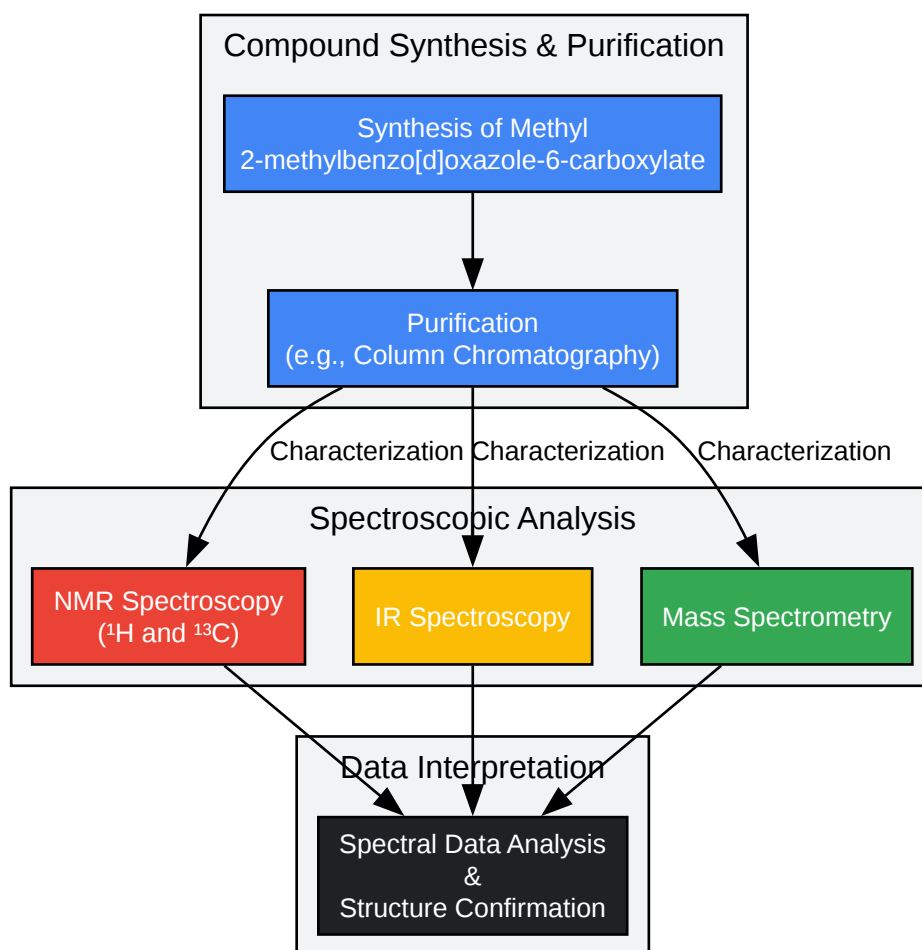 Compound Synthesis & Purification
Synthesis of Methyl
2-methylbenzo[d]oxazole-6-carboxylate
Purification
(e.g., Column Chromatography)
Characterization
Characterization
Characterization
Spectroscopic Analysis
NMR Spectroscopy
(¹H and ¹³C)
IR Spectroscopy
Mass Spectrometry
Data Interpretation
Spectral Data Analysis
&
Structure Confirmation